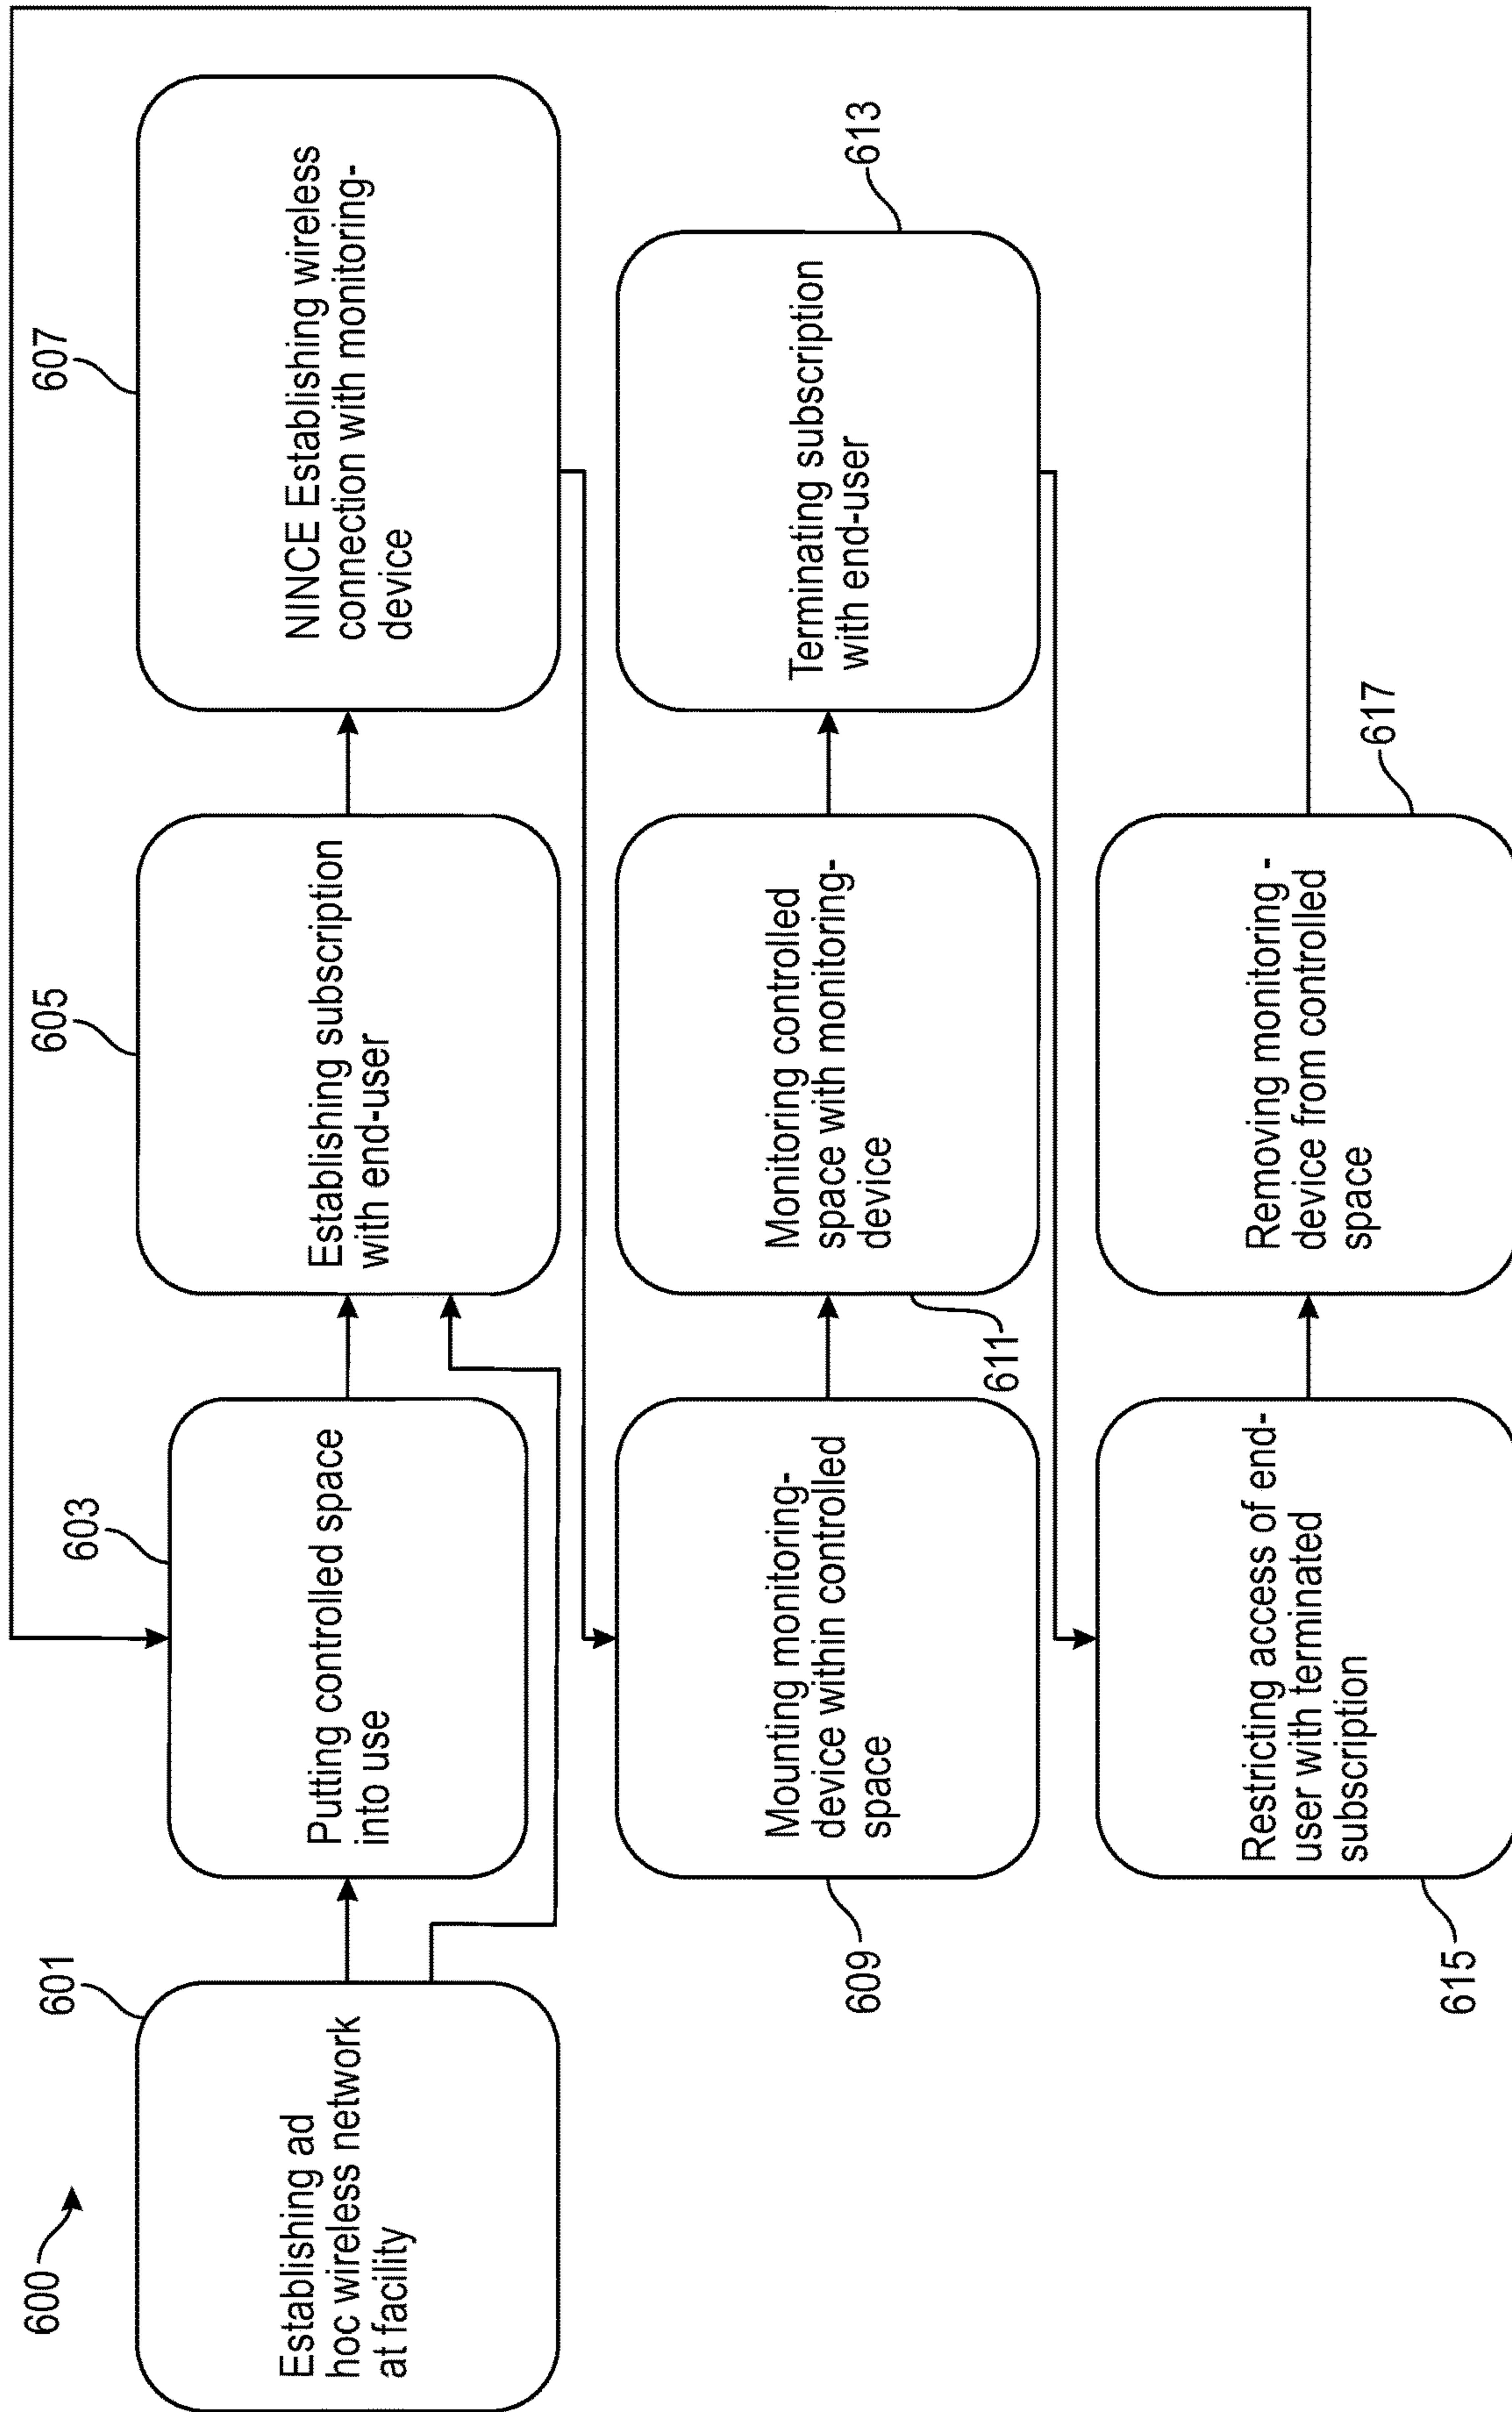 600
601
Establishing ad
hoc wireless network
at facility
603
Putting controlled space
into use
605
Establishing subscription
with end-user
607
NINCE Establishing wireless
connection with monitoring-
device
609
Mounting monitoring-
device within controlled
space
611
Monitoring controlled
space with monitoring-
device
613
Terminating subscription
with end-user
615
Restricting access of end-
user with terminated
subscription
617
Removing monitoring -
device from controlled
space